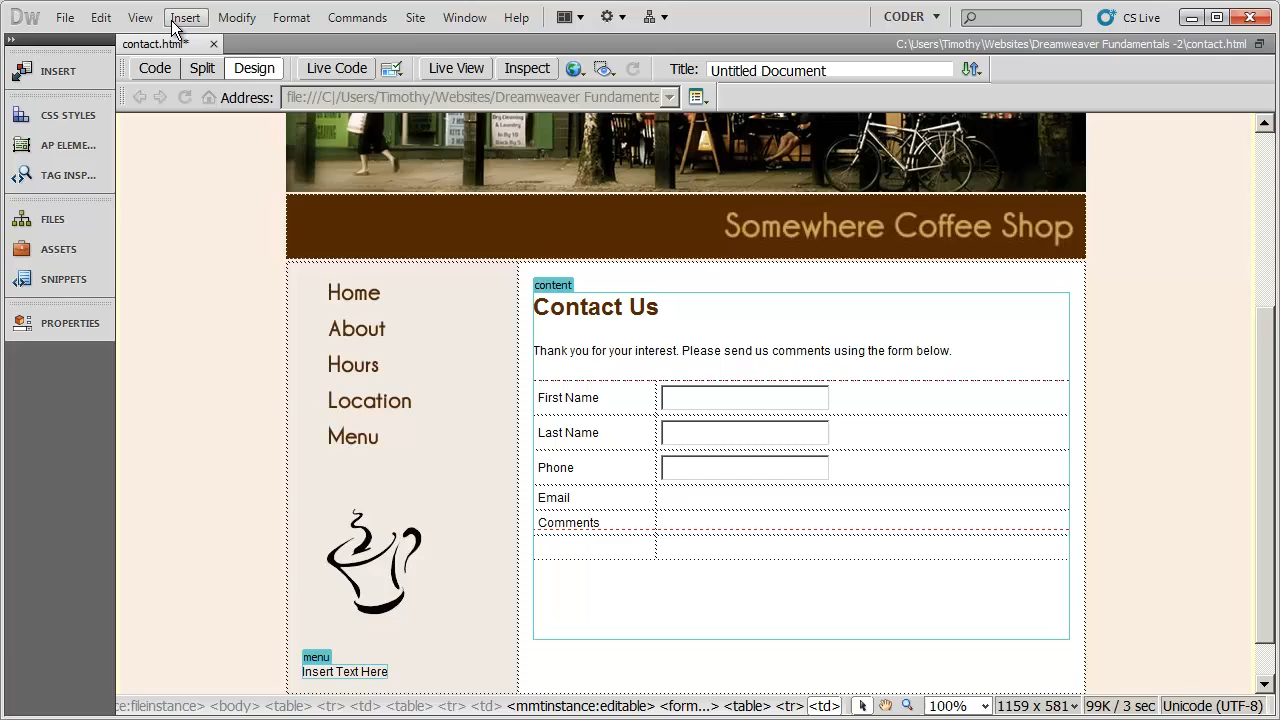 Dw File Edit View Insert Modify Format Commands Site Window Help CODER CS Live
contact.html* C:\Users\Timothy\Websites\Dreamweaver Fundamentals -2\contact.html
Code Split Design Live Code Live View Inspect Title: Untitled Document
Address: file:///C|/Users/Timothy/Websites/Dreamweaver Fundamenta
INSERT
CSS STYLES
AP ELEME...
TAG INSP...
FILES
ASSETS
SNIPPETS
PROPERTIES
Somewhere Coffee Shop
Home
About
Hours
Location
Menu
menu
Insert Text Here
content
Contact Us
Thank you for your interest. Please send us comments using the form below.
First Name
Last Name
Phone
Email
Comments
ce:fileinstance> <body> <table> <tr> <td> <table> <tr> <td> <mmtinstance:editable> <form...> <table> <tr> <td> 100% 1159 x 581 99K / 3 sec Unicode (UTF-8)